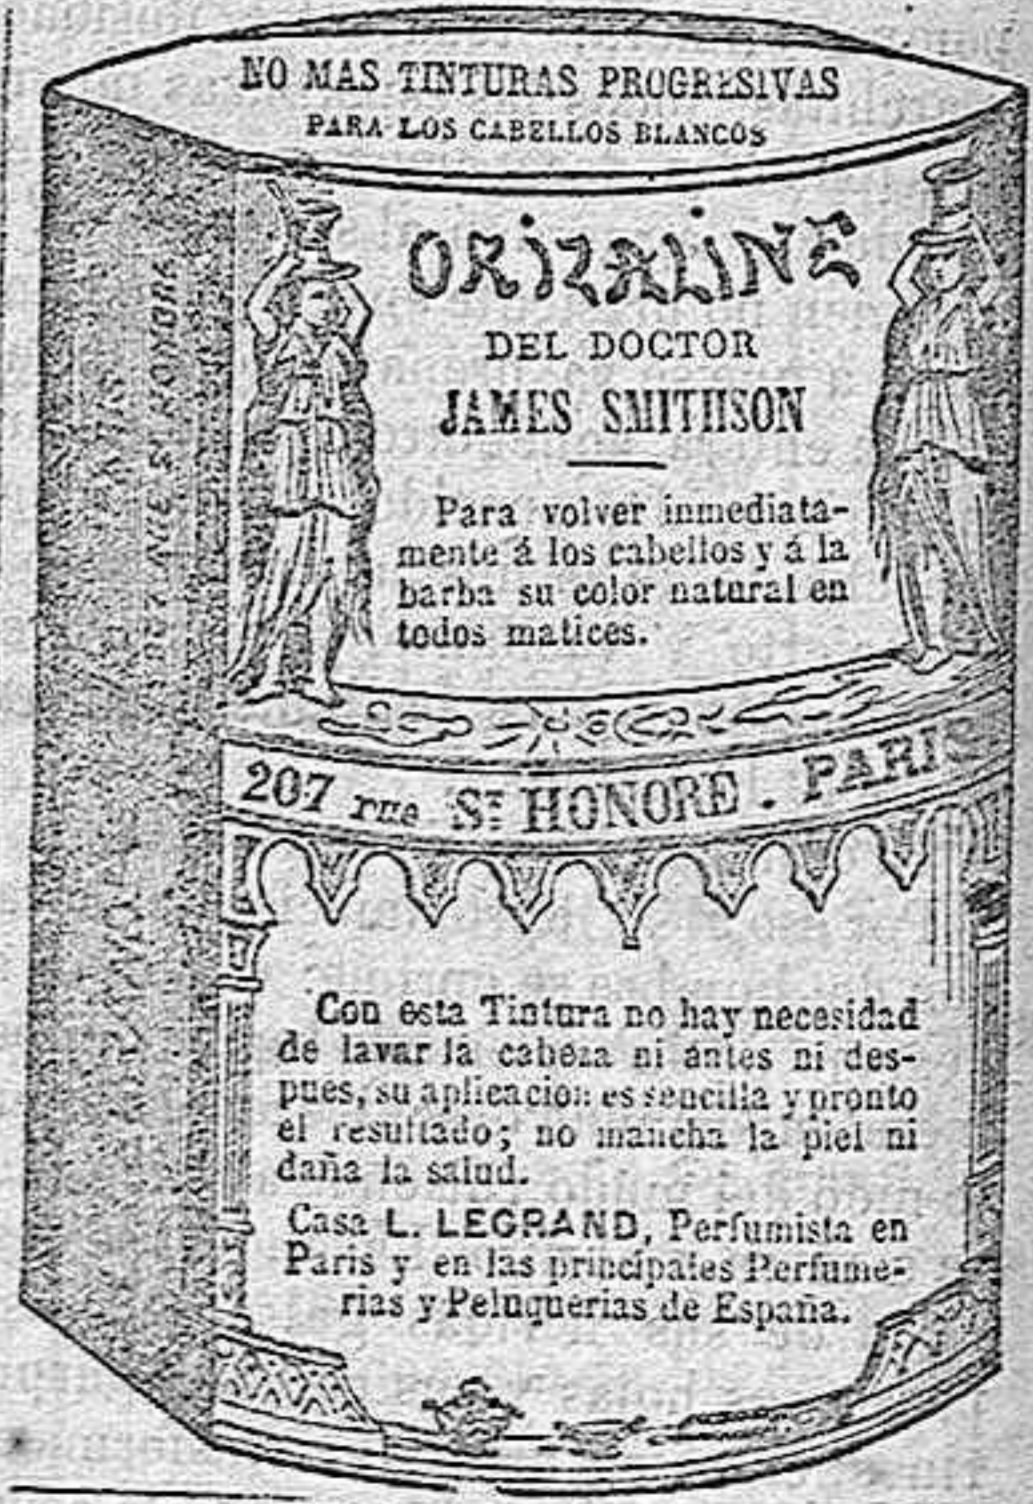 NO MAS TINTURAS PROGRESIVAS
PARA LOS CABELLOS BLANCOS
ORIZALINE
DEL DOCTOR
JAMES SMITHSON
Para volver inmediata-
mente á los cabellos y á la
barba su color natural en
todos matices.
207 rue ST HONORE . PARIS
Con esta Tintura no hay necesidad
de lavar la cabeza ni ántes ni des-
pues, su aplicacion es sencilla y pronto
el resultado; no mancha la piel ni
daña la salud.
Casa L. LEGRAND, Perfumista en
Paris y en las principales Perfume-
rias y Peluquerias de España.